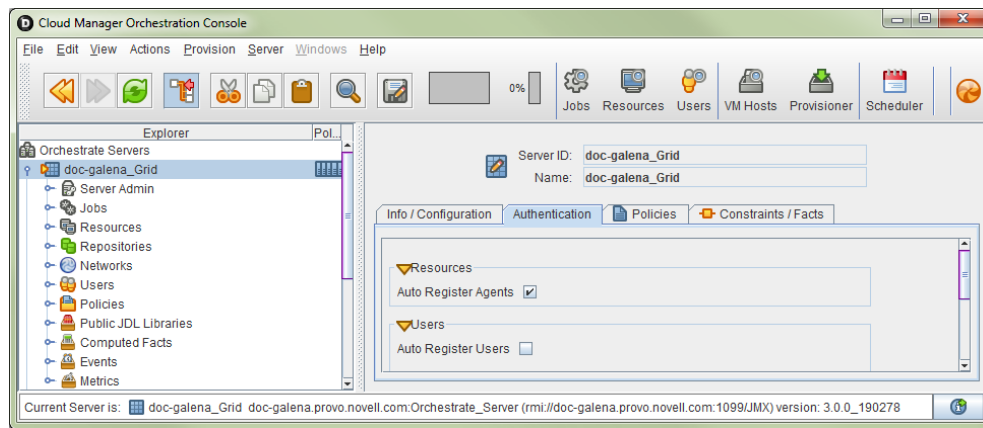 Cloud Manager Orchestration Console
File Edit View Actions Provision Server Windows Help
0%
Jobs Resources Users VM Hosts Provisioner Scheduler
Explorer Pol...
Orchestrate Servers
doc-galena_Grid
Server Admin
Jobs
Resources
Repositories
Networks
Users
Policies
Public JDL Libraries
Computed Facts
Events
Metrics
Server ID: doc-galena_Grid
Name: doc-galena_Grid
Info / Configuration Authentication Policies Constraints / Facts
Resources
Auto Register Agents
Users
Auto Register Users
Current Server is: doc-galena_Grid doc-galena.provo.novell.com:Orchestrate_Server (rmi://doc-galena.provo.novell.com:1099/JMX) version: 3.0.0_190278